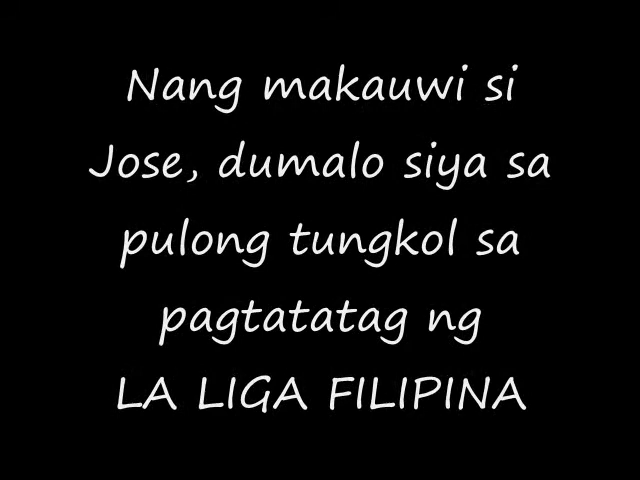 Nang makauwi si
Jose, dumalo siya sa
pulong tungkol sa
pagtatatag ng
LA LIGA FILIPINA